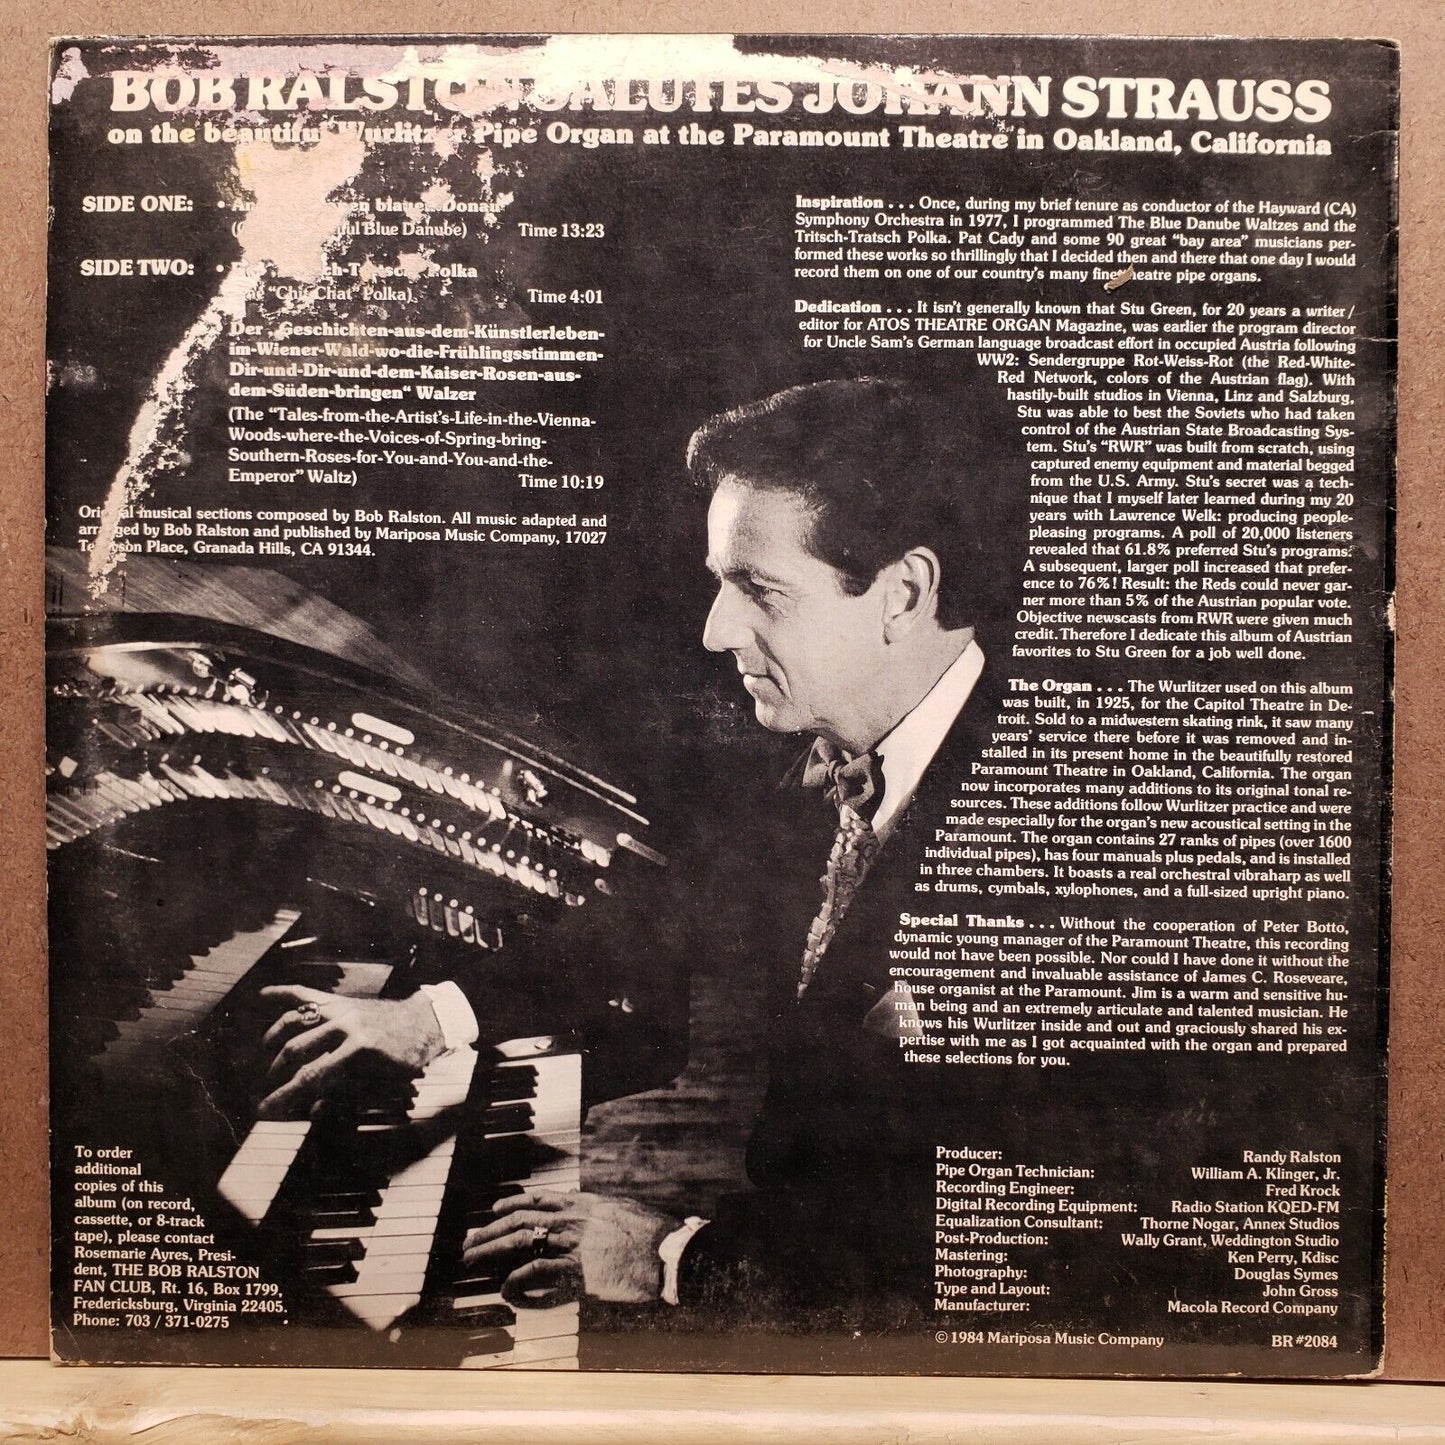 BOB RALSTON SALUTES JOHANN STRAUSS
on the beautiful Wurlitzer Pipe Organ at the Paramount Theatre in Oakland, California
SIDE ONE: • An blauen Donau
Blue Danube) Time 13:23
SIDE TWO: • Polka
"Chit Chat" Polka) Time 4:01
Der „Geschichten-aus-dem-Künstlerleben-
im-Wiener-Wald-wo-die-Frühlingsstimmen-
Dir-und-Dir-und-dem-Kaiser-Rosen-aus-
dem-Süden-bringen“ Walzer
(The "Tales-from-the-Artist's-Life-in-the-Vienna-
Woods-where-the-Voices-of-Spring-bring-
Southern-Roses-for-You-and-You-and-the-
Emperor" Waltz) Time 10:19
Original musical sections composed by Bob Ralston. All music adapted and
arranged by Bob Ralston and published by Mariposa Music Company, 17027
Tennyson Place, Granada Hills, CA 91344.
Inspiration . . . Once, during my brief tenure as conductor of the Hayward (CA)
Symphony Orchestra in 1977, I programmed The Blue Danube Waltzes and the
Tritsch-Tratsch Polka. Pat Cady and some 90 great "bay area" musicians per-
formed these works so thrillingly that I decided then and there that one day I would
record them on one of our country's many fine theatre pipe organs.
Dedication . . . It isn't generally known that Stu Green, for 20 years a writer/
editor for ATOS THEATRE ORGAN Magazine, was earlier the program director
for Uncle Sam's German language broadcast effort in occupied Austria following
WW2: Sendergruppe Rot-Weiss-Rot (the Red-White-
Red Network, colors of the Austrian flag). With
hastily-built studios in Vienna, Linz and Salzburg,
Stu was able to best the Soviets who had taken
control of the Austrian State Broadcasting Sys-
tem. Stu's "RWR" was built from scratch, using
captured enemy equipment and material begged
from the U.S. Army. Stu's secret was a tech-
nique that I myself later learned during my 20
years with Lawrence Welk: producing people-
pleasing programs. A poll of 20,000 listeners
revealed that 61.8% preferred Stu's programs.
A subsequent, larger poll increased that prefer-
ence to 76%! Result: the Reds could never gar-
ner more than 5% of the Austrian popular vote.
Objective newscasts from RWR were given much
credit. Therefore I dedicate this album of Austrian
favorites to Stu Green for a job well done.
The Organ . . . The Wurlitzer used on this album
was built, in 1925, for the Capitol Theatre in De-
troit. Sold to a midwestern skating rink, it saw many
years' service there before it was removed and in-
stalled in its present home in the beautifully restored
Paramount Theatre in Oakland, California. The organ
now incorporates many additions to its original tonal re-
sources. These additions follow Wurlitzer practice and were
made especially for the organ's new acoustical setting in the
Paramount. The organ contains 27 ranks of pipes (over 1600
individual pipes), has four manuals plus pedals, and is installed
in three chambers. It boasts a real orchestral vibraharp as well
as drums, cymbals, xylophones, and a full-sized upright piano.
Special Thanks . . . Without the cooperation of Peter Botto,
dynamic young manager of the Paramount Theatre, this recording
would not have been possible. Nor could I have done it without the
encouragement and invaluable assistance of James C. Roseveare,
house organist at the Paramount. Jim is a warm and sensitive hu-
man being and an extremely articulate and talented musician. He
knows his Wurlitzer inside and out and graciously shared his ex-
pertise with me as I got acquainted with the organ and prepared
these selections for you.
To order
additional
copies of this
album (on record,
cassette, or 8-track
tape), please contact
Rosemarie Ayres, Presi-
dent, THE BOB RALSTON
FAN CLUB, Rt. 16, Box 1799,
Fredericksburg, Virginia 22405.
Phone: 703 / 371-0275
Producer: Randy Ralston
Pipe Organ Technician: William A. Klinger, Jr.
Recording Engineer: Fred Krock
Digital Recording Equipment: Radio Station KQED-FM
Equalization Consultant: Thorne Nogar, Annex Studios
Post-Production: Wally Grant, Weddington Studio
Mastering: Ken Perry, Kdisc
Photography: Douglas Symes
Type and Layout: John Gross
Manufacturer: Macola Record Company
© 1984 Mariposa Music Company BR #2084